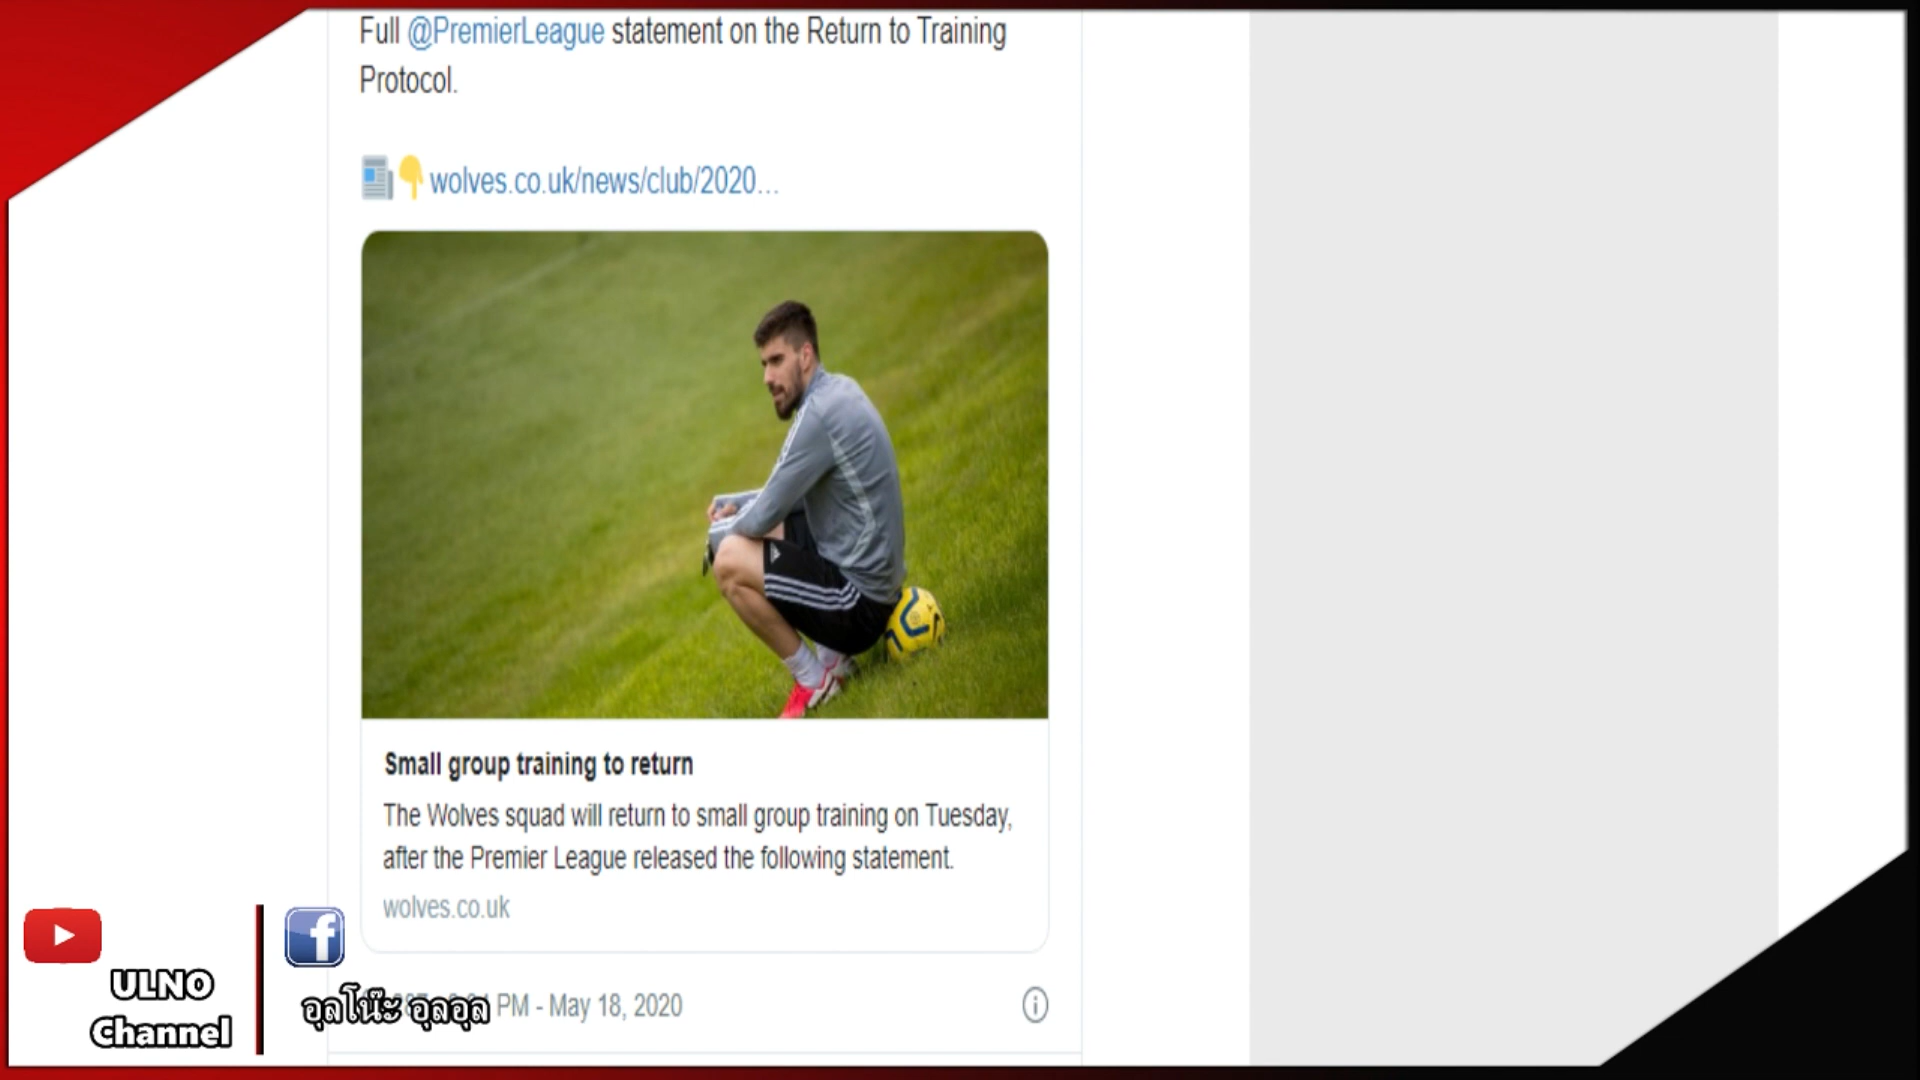 Full @PremierLeague statement on the Return to Training
Protocol.
wolves.co.uk/news/club/2020...
Small group training to return
The Wolves squad will return to small group training on Tuesday,
after the Premier League released the following statement.
wolves.co.uk
PM - May 18, 2020
ULNO
Channel
อุลโน๊ะ อุลอุล